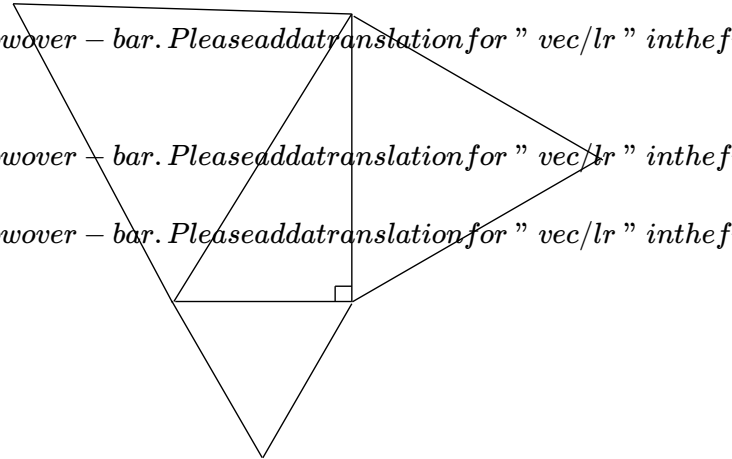 wover – bar. Pleaseaddatranslationfor ” vec/lr ” inthef
wover – bar. Pleaseaddatranslationfor ” vec/lr ” inthef
wover – bar. Pleaseaddatranslationfor ” vec/lr ” inthef